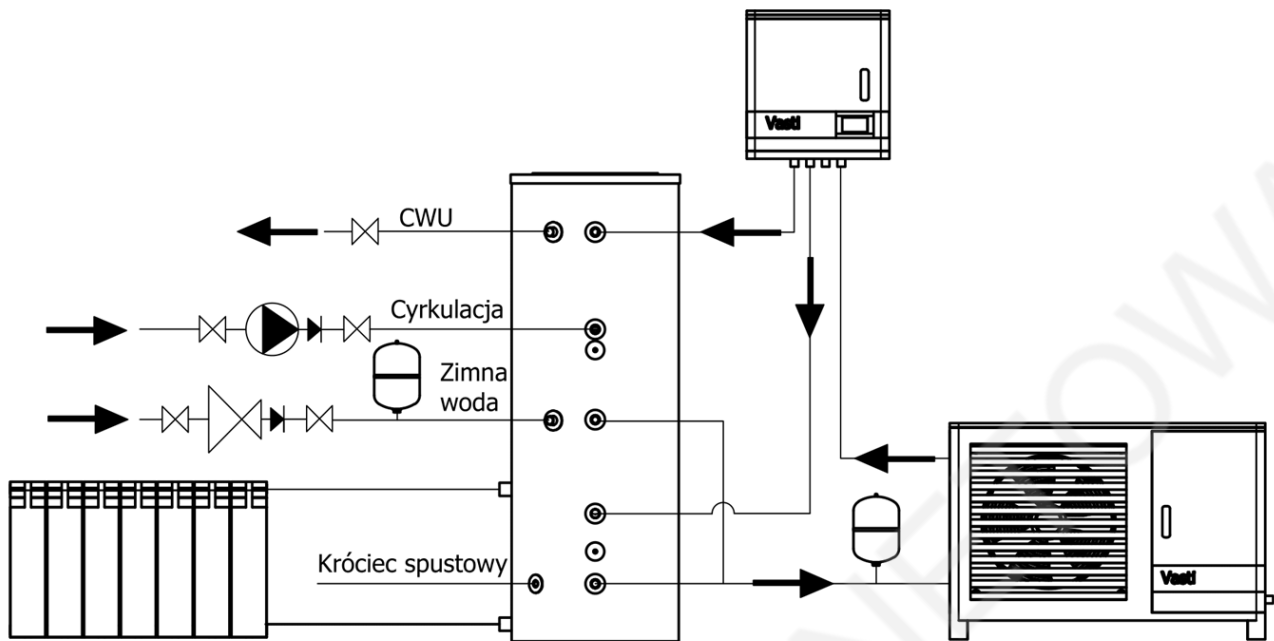 Vasti
CWU
Cyrkulacja
Zimna
woda
Króciec spustowy
Vasti